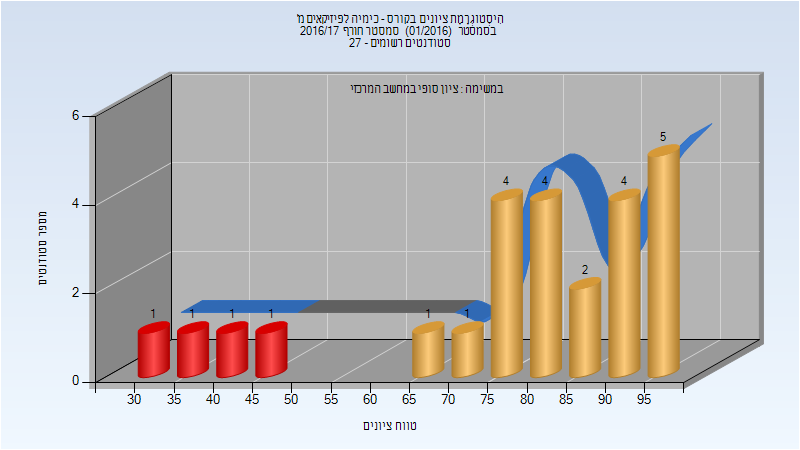 היסטוגרמת ציונים בקורס - כימיה לפיזיקאים מ'
בסמסטר (01/2016) סמסטר חורף 2016/17
סטודנטים רשומים - 27
במשימה : ציון סופי במחשב המרכזי
מספר סטודנטים
6
4
2
0
1 1 1 1 1 1 4 4 2 4 5
30 35 40 45 50 55 60 65 70 75 80 85 90 95
טווח ציונים